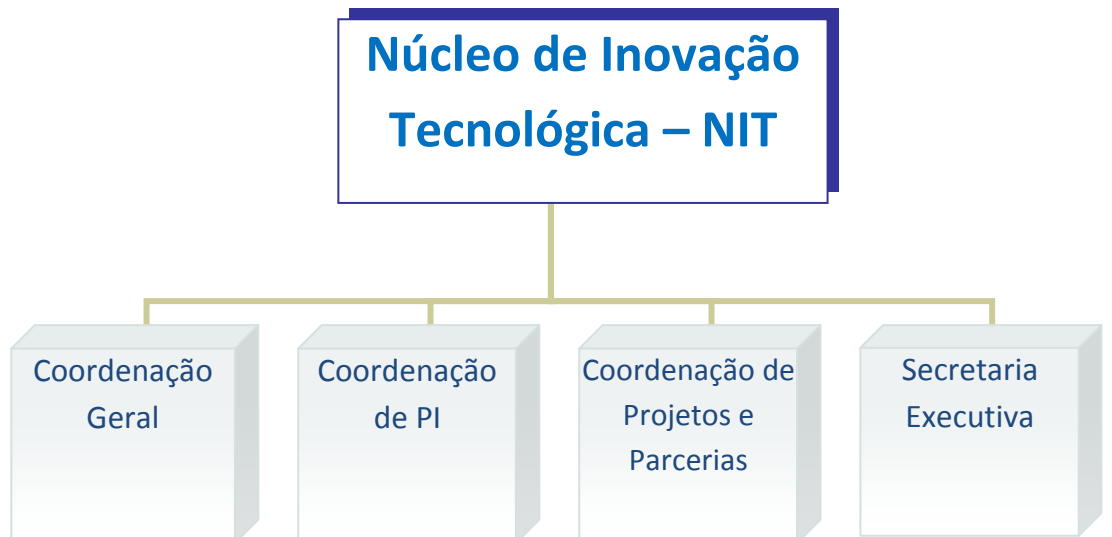 Núcleo de Inovação
Tecnológica – NIT
Coordenação
Geral
Coordenação
de PI
Coordenação de
Projetos e
Parcerias
Secretaria
Executiva